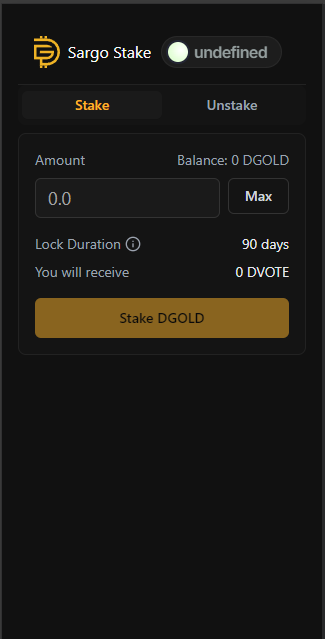 Sargo Stake undefined
Stake Unstake
Amount Balance: 0 DGOLD
0.0 Max
Lock Duration 90 days
You will receive 0 DVOTE
Stake DGOLD